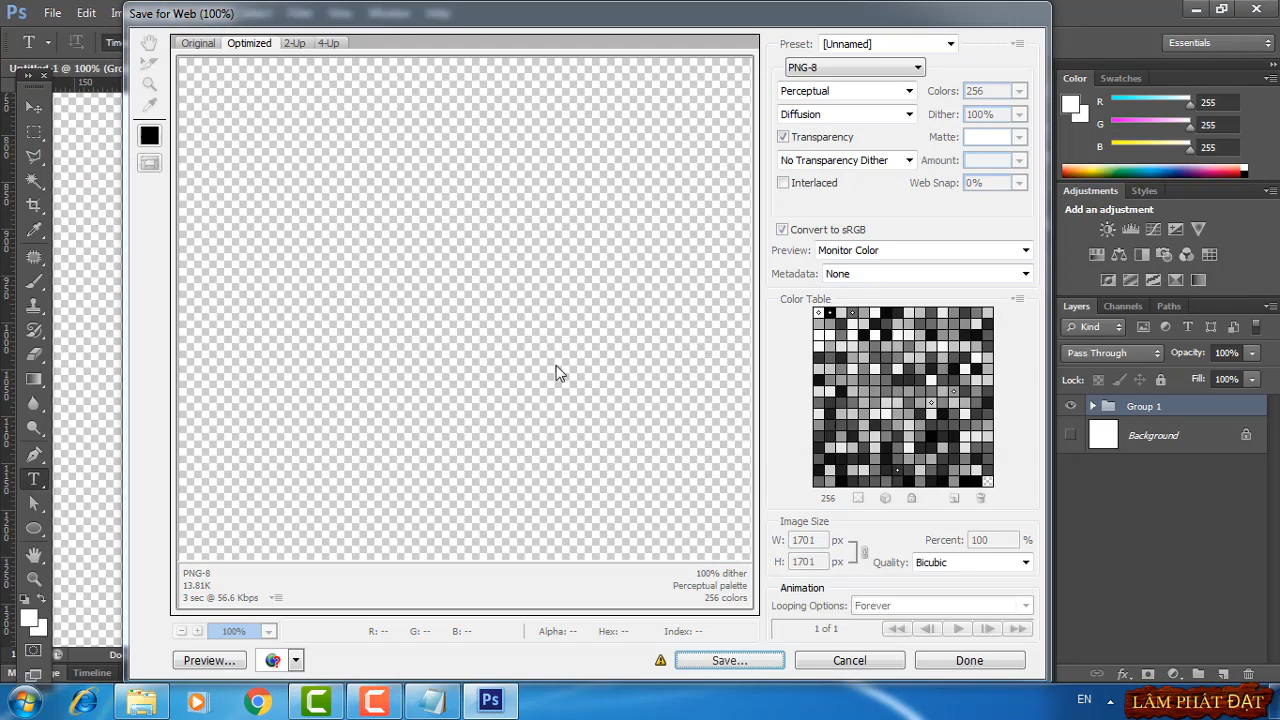 Ps File Edit
Save for Web (100%)
T Time
Essentials
Original Optimized 2-Up 4-Up
Preset: [Unnamed]
PNG-8
Perceptual Colors: 256
Diffusion Dither: 100%
Transparency Matte:
No Transparency Dither Amount:
Interlaced Web Snap: 0%
Convert to sRGB
Preview: Monitor Color
Metadata: None
Color Table
256
Image Size
W: 1701 px Percent: 100 %
H: 1701 px Quality: Bicubic
Animation
Looping Options: Forever
1 of 1
PNG-8 100% dither
13.81K Perceptual palette
3 sec @ 56.6 Kbps 256 colors
100% R: -- G: -- B: -- Alpha: -- Hex: -- Index: --
Preview... Save... Cancel Done
Color Swatches
R 255
G 255
B 255
Adjustments Styles
Add an adjustment
Layers Channels Paths
Kind
Pass Through Opacity: 100%
Lock: Fill: 100%
Group 1
Background
150
Timeline
Ps
EN
LÂM PHÁT ĐẠT